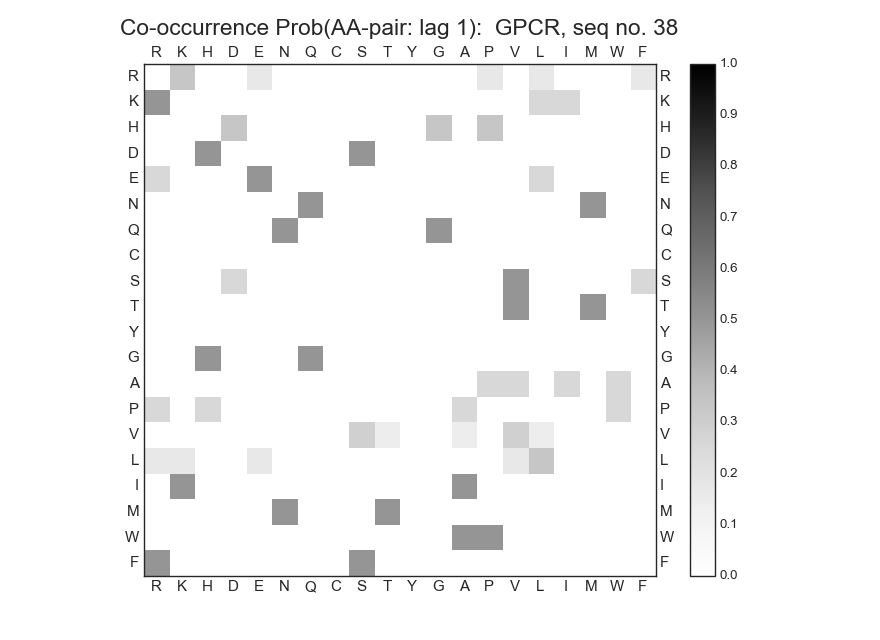 Co-occurrence Prob(AA-pair: lag 1):  GPCR, seq no. 38
R K H D E N Q C S T Y G A P V L I M W F
R R 1.0
K K 0.9
H H
D D 0.8
E E
N N 0.7
Q Q
C C 0.6
S S
T T 0.5
Y Y
G G 0.4
A A
P P 0.3
V V
L L 0.2
I I
M M 0.1
W W
F F 0.0
R K H D E N Q C S T Y G A P V L I M W F